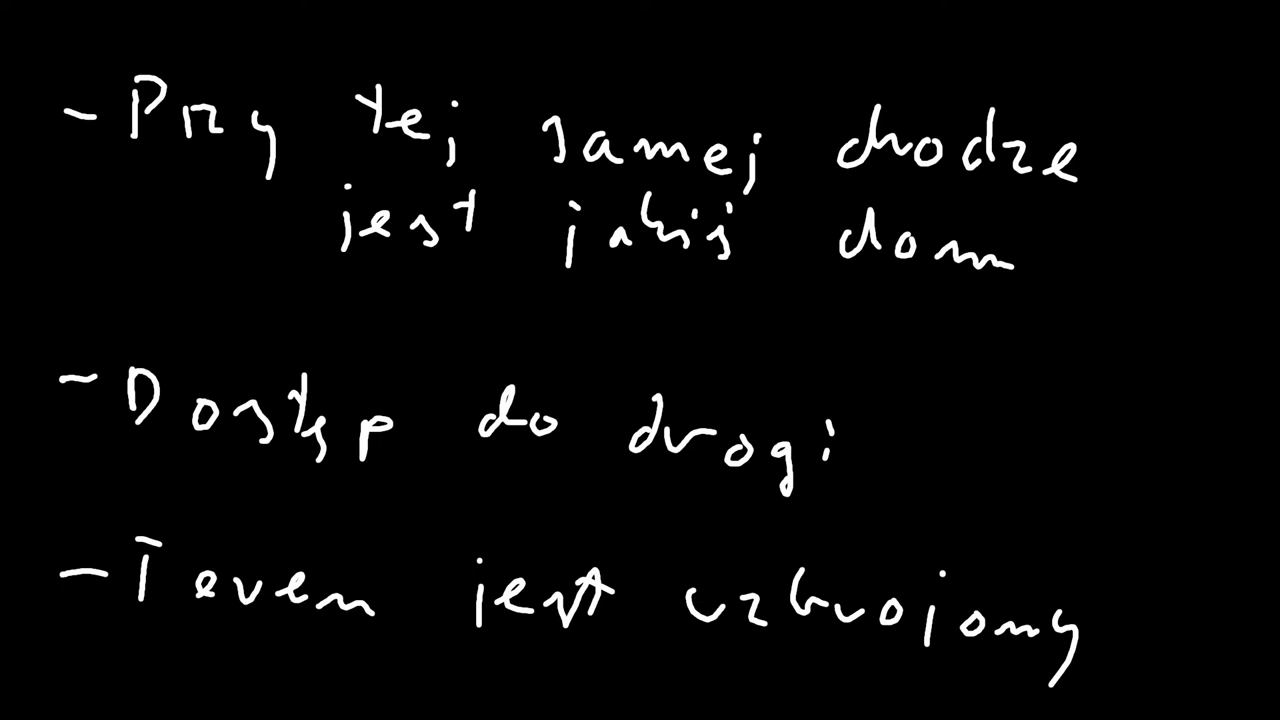 - Przy tej samej drodze
jest jakiś dom
- Dostęp do drogi
- Teren jest uzbrojony